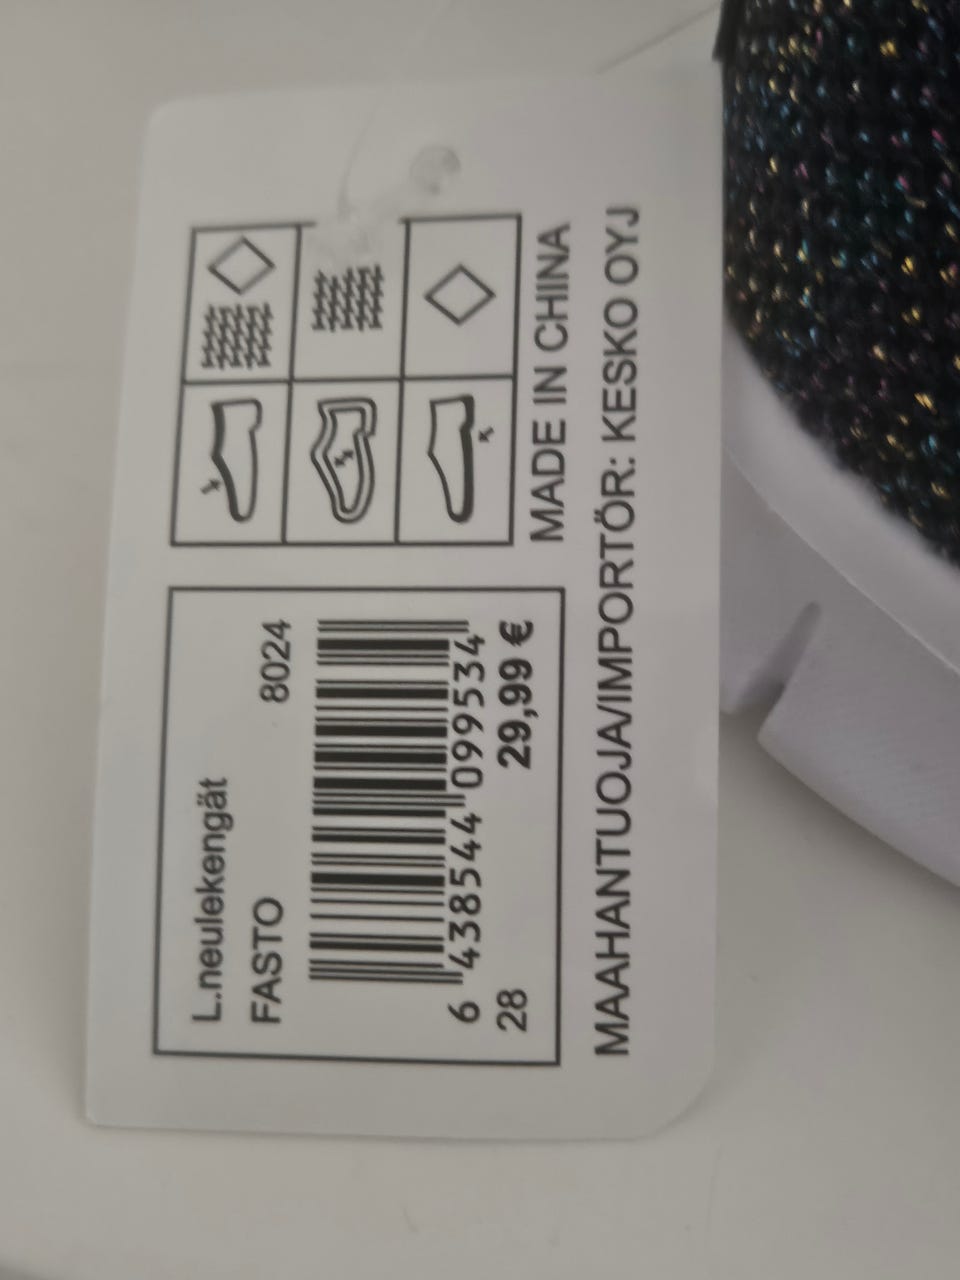 L.neulekengät
FASTO 8024
6 438544 099534
28 29,99 €
MADE IN CHINA
MAAHANTUOJA/IMPORTÖR: KESKO OYJ